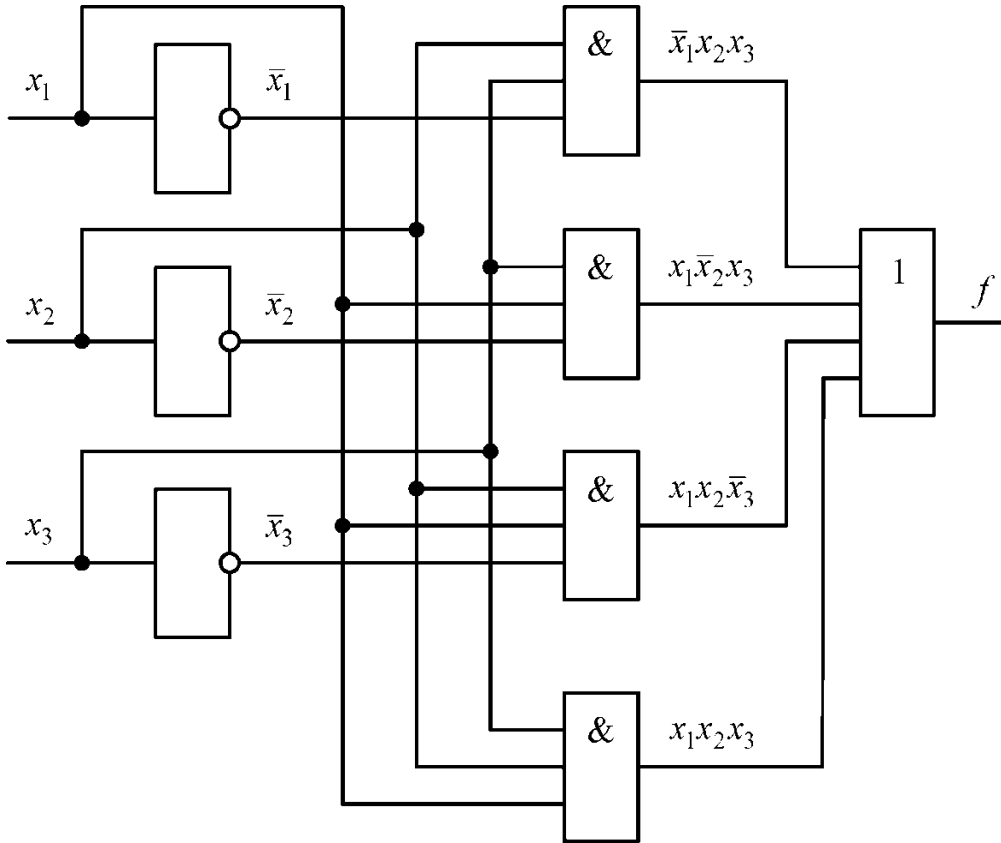 &
x̄₁x₂x₃
x₁
x̄₁
&
x₁x̄₂x₃
1
f
x₂
x̄₂
&
x₁x₂x̄₃
x₃
x̄₃
&
x₁x₂x₃